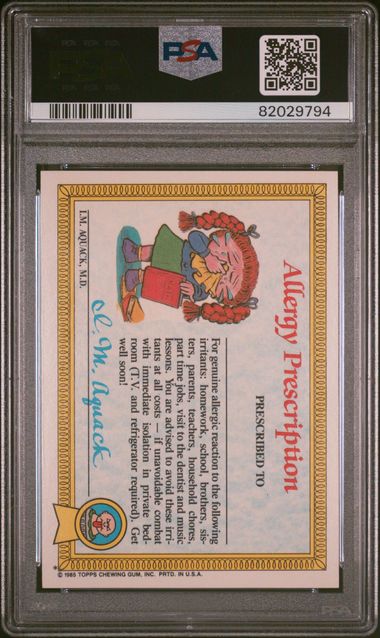 PSA
82029794
Allergy Prescription
PRESCRIBED TO
For genuine allergic reaction to the following
irritants: homework, school, brothers, sis-
ters, parents, teachers, household chores,
part time jobs, visit to the dentist and music
lessons. You are advised to avoid these irri-
tants at all costs — if unavoidable combat
with immediate isolation in private bed-
room (T.V. and refrigerator required). Get
well soon!
I.M. Aquack
I.M. AQUACK, M.D.
* © 1985 TOPPS CHEWING GUM, INC. PRTD. IN U.S.A.